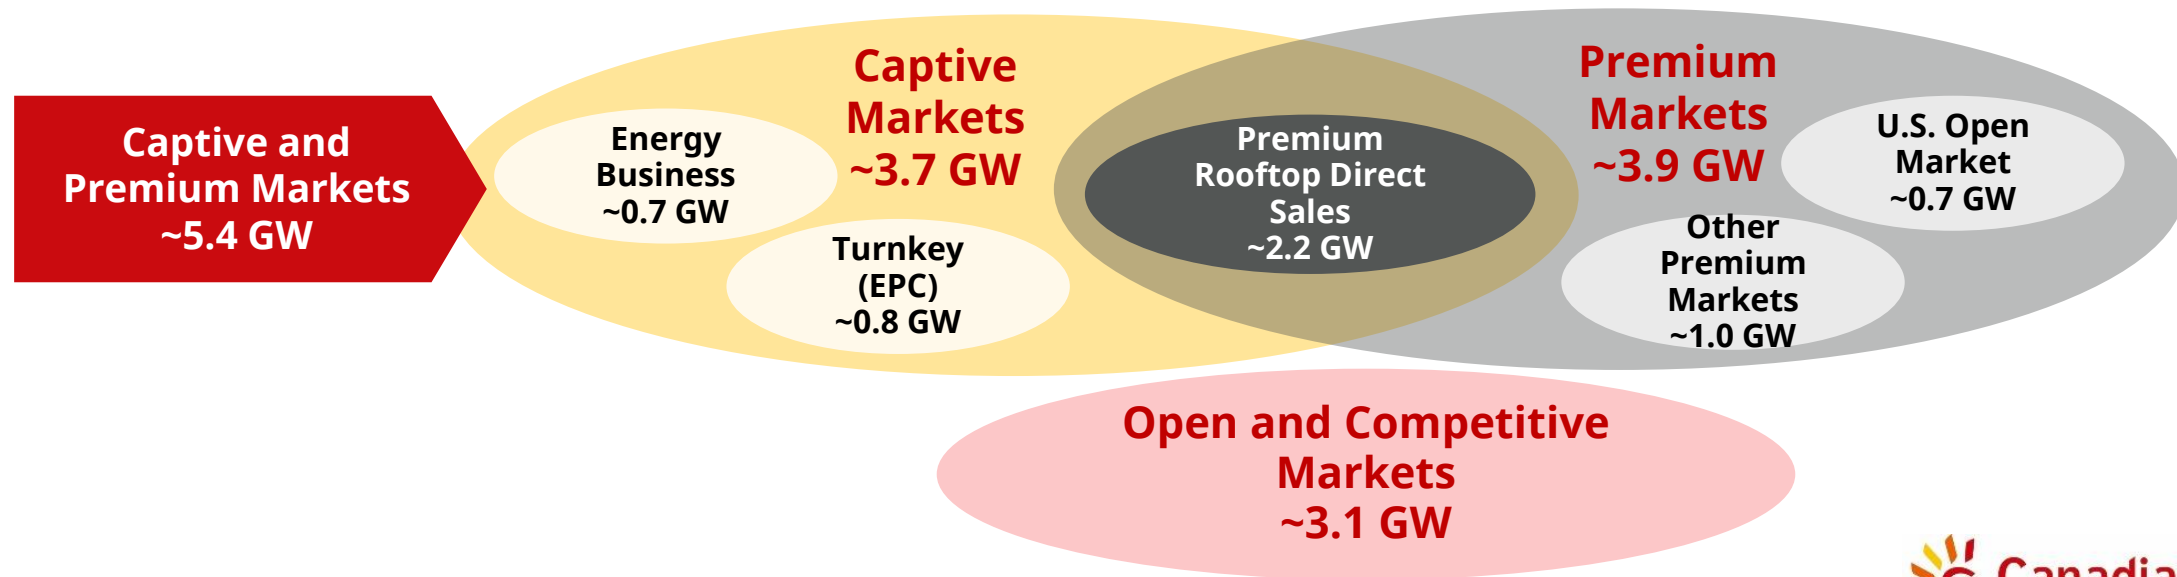 Captive and
Premium Markets
~5.4 GW
Captive
Markets
~3.7 GW
Energy
Business
~0.7 GW
Turnkey
(EPC)
~0.8 GW
Premium
Rooftop Direct
Sales
~2.2 GW
Premium
Markets
~3.9 GW
U.S. Open
Market
~0.7 GW
Other
Premium
Markets
~1.0 GW
Open and Competitive
Markets
~3.1 GW